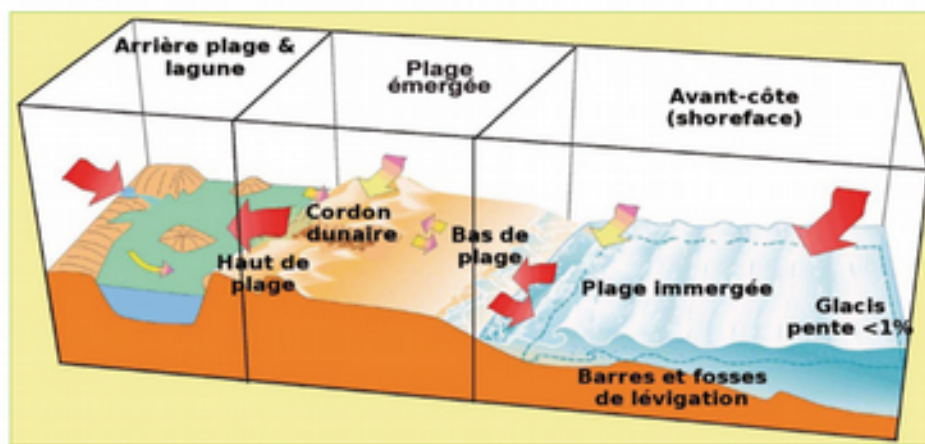 Arrière plage &
lagune
Plage
émergée
Avant-côte
(shoreface)
Cordon
dunaire
Haut de
plage
Bas de
plage
Plage immergée
Glacis
pente <1%
Barres et fosses
de lévigation